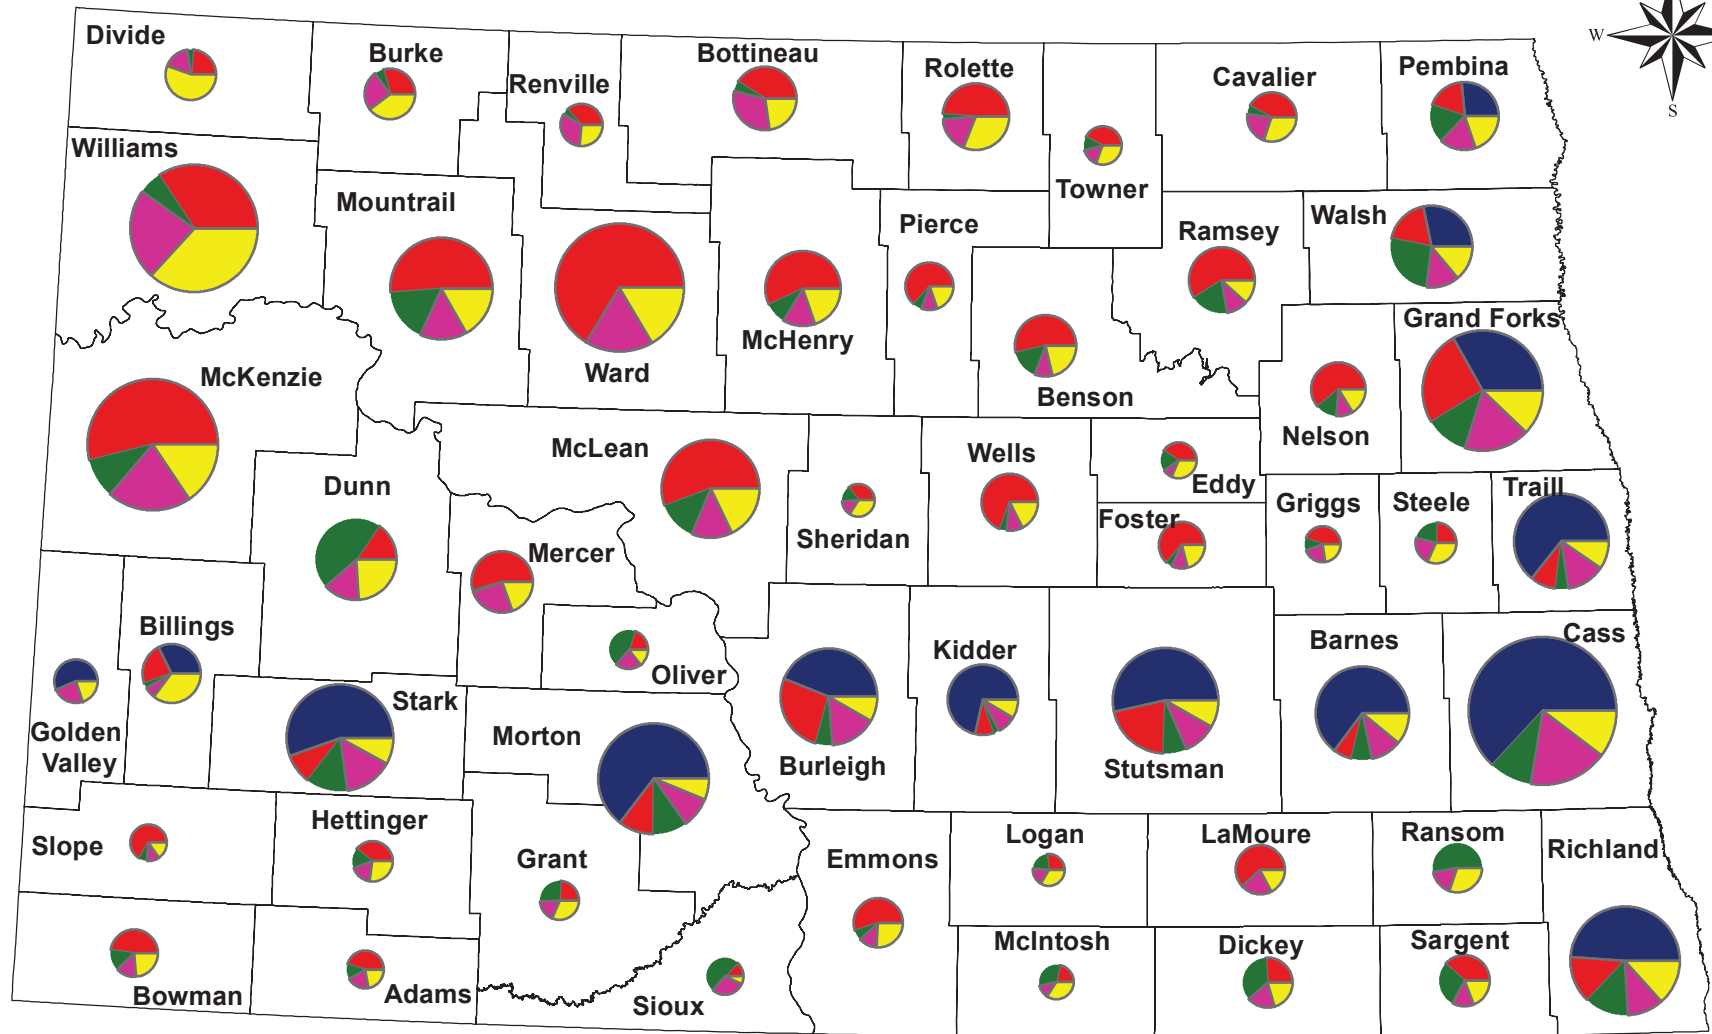 Divide
Burke
Renville
Bottineau
Rolette
Cavalier
Pembina
W
S
Williams
Mountrail
Towner
Pierce
Ramsey
Walsh
McKenzie
Ward
McHenry
Benson
Grand Forks
Nelson
McLean
Wells
Eddy
Dunn
Sheridan
Foster
Griggs
Steele
Traill
Mercer
Billings
Oliver
Kidder
Barnes
Cass
Golden
Valley
Stark
Morton
Burleigh
Stutsman
Slope
Hettinger
Grant
Emmons
Logan
LaMoure
Ransom
Richland
Bowman
Adams
Sioux
McIntosh
Dickey
Sargent